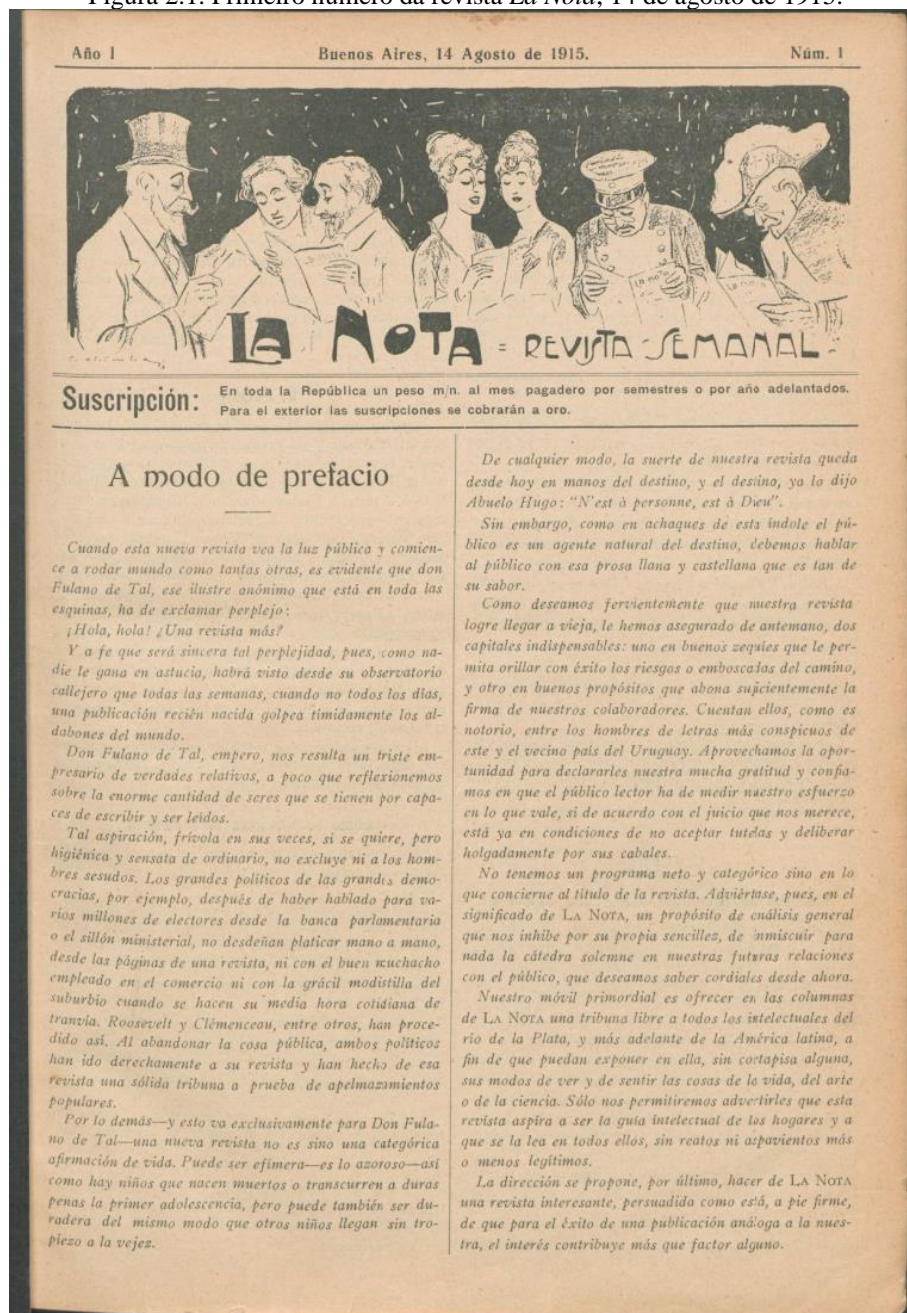 Figura 2.1: Primeiro número da revista La Nota, 14 de agosto de 1915.
Año I
Buenos Aires, 14 Agosto de 1915.
Núm. 1
LA NOTA = REVISTA SEMANAL
Suscripción:
En toda la República un peso m/n. al mes pagadero por semestres o por año adelantados.
Para el exterior las suscripciones se cobrarán a oro.
A modo de prefacio
Cuando esta nueva revista vea la luz pública y comien-
ce a rodar mundo como tantas otras, es evidente que don
Fulano de Tal, ese ilustre anónimo que está en toda las
esquinas, ha de exclamar perplejo:
¡Hola, hola! ¿Una revista más?
Y a fe que será sincera tal perplejidad, pues, como na-
die le gana en astucia, habrá visto desde su observatorio
callejero que todas las semanas, cuando no todos los días,
una publicación recién nacida golpea tímidamente los al-
dabones del mundo.
Don Fulano de Tal, empero, nos resulta un triste em-
presario de verdades relativas, a poco que reflexionemos
sobre la enorme cantidad de seres que se tienen por capa-
ces de escribir y ser leídos.
Tal aspiración, frívola en sus veces, si se quiere, pero
higiénica y sensata de ordinario, no excluye ni a los hom-
bres sesudos. Los grandes políticos de las grandes demo-
cracias, por ejemplo, después de haber hablado para va-
rios millones de electores desde la banca parlamentaria
o el sillón ministerial, no desdeñan platicar mano a mano,
desde las páginas de una revista, ni con el buen muchacho
empleado en el comercio ni con la grácil modistilla del
suburbio cuando se hacen su media hora cotidiana de
tranvía. Roosevelt y Clémenceau, entre otros, han proce-
dido así. Al abandonar la cosa pública, ambos políticos
han ido derechamente a su revista y han hecho de esa
revista una sólida tribuna a prueba de apelmazamientos
populares.
Por lo demás—y esto va exclusivamente para Don Fula-
no de Tal—una nueva revista no es sino una categórica
afirmación de vida. Puede ser efímera—es lo azoroso—así
como hay niños que nacen muertos o transcurren a duras
penas la primer adolescencia, pero puede también ser du-
radera del mismo modo que otros niños llegan sin tro-
piezo a la vejez.
De cualquier modo, la suerte de nuestra revista queda
desde hoy en manos del destino, y el destino, ya lo dijo
Abuelo Hugo: "N'est à personne, est à Dieu".
Sin embargo, como en achaques de esta índole el pú-
blico es un agente natural del destino, debemos hablar
al público con esa prosa llana y castellana que es tan de
su sabor.
Como deseamos fervientemente que nuestra revista
logre llegar a vieja, le hemos asegurado de antemano, dos
capitales indispensables: uno en buenos zequíes que le per-
mita orillar con éxito los riesgos o emboscadas del camino,
y otro en buenos propósitos que abona suficientemente la
firma de nuestros colaboradores. Cuentan ellos, como es
notorio, entre los hombres de letras más conspicuos de
este y el vecino país del Uruguay. Aprovechamos la opor-
tunidad para declararles nuestra mucha gratitud y confia-
mos en que el público lector ha de medir nuestro esfuerzo
en lo que vale, si de acuerdo con el juicio que nos merece,
está ya en condiciones de no aceptar tutelas y deliberar
holgadamente por sus cabales.
No tenemos un programa neto y categórico sino en lo
que concierne al título de la revista. Adviértase, pues, en el
significado de LA NOTA, un propósito de análisis general
que nos inhibe por su propia sencillez, de inmiscuir para
nada la cátedra solemne en nuestras futuras relaciones
con el público, que deseamos saber cordiales desde ahora.
Nuestro móvil primordial es ofrecer en las columnas
de LA NOTA una tribuna libre a todos los intelectuales del
río de la Plata, y más adelante de la América latina, a
fin de que puedan exponer en ella, sin cortapisa alguna,
sus modos de ver y de sentir las cosas de la vida, del arte
o de la ciencia. Sólo nos permitiremos advertirles que esta
revista aspira a ser la guía intelectual de los hogares y a
que se la lea en todos ellos, sin reatos ni aspavientos más
o menos legítimos.
La dirección se propone, por último, hacer de LA NOTA
una revista interesante, persuadida como está, a pie firme,
de que para el éxito de una publicación análoga a la nues-
tra, el interés contribuye más que factor alguno.